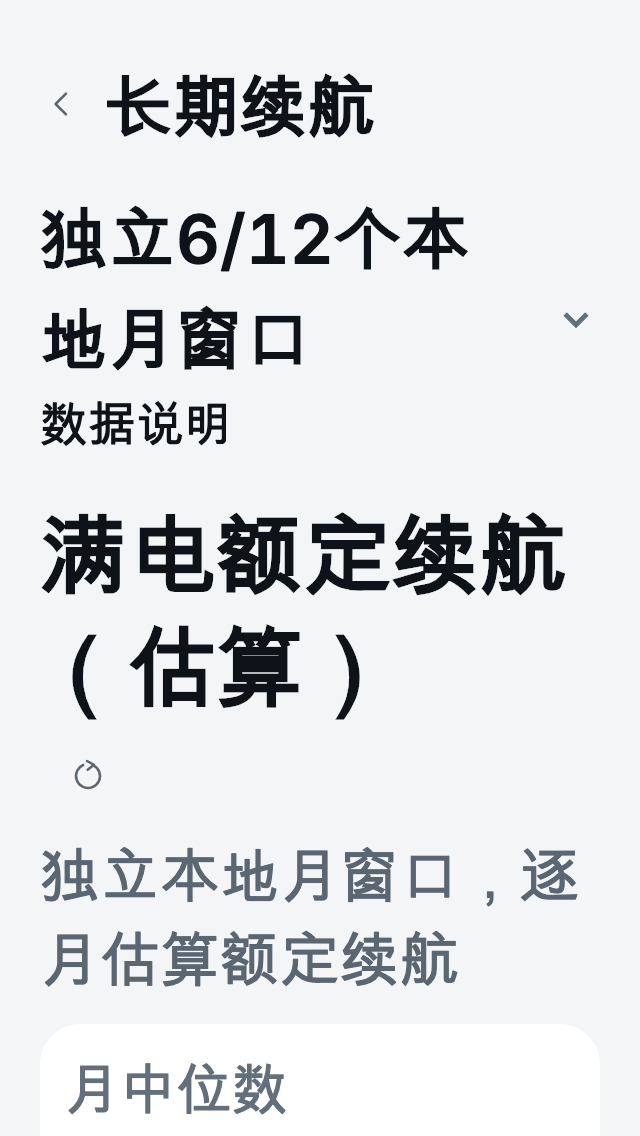 长期续航
独立6/12个本
地月窗口
数据说明
满电额定续航
（估算）
独立本地月窗口，逐
月估算额定续航
月中位数